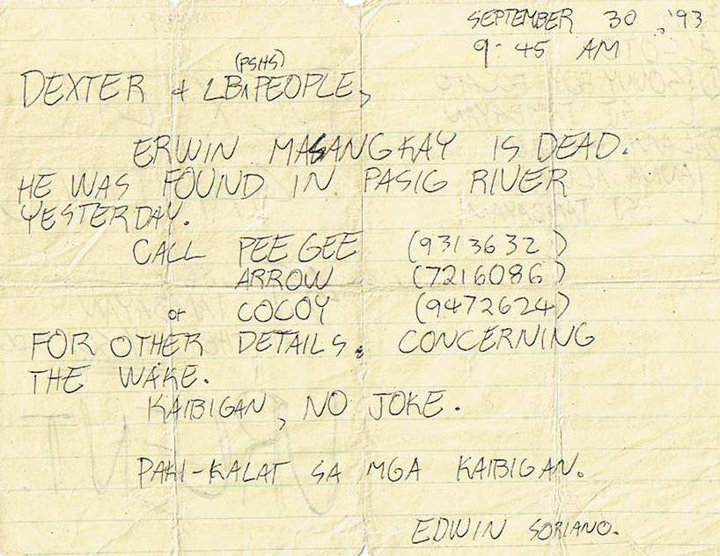 SEPTEMBER 30, '93
9:45 AM
(PSHS)
DEXTER + LB PEOPLE,
ERWIN MASANGKAY IS DEAD.
HE WAS FOUND IN PASIG RIVER
YESTERDAY.
CALL PEE GEE (9313632)
ARROW (7216086)
or COCOY (9472624)
FOR OTHER DETAILS. CONCERNING
THE WAKE.
KAIBIGAN, NO JOKE.
PAKI-KALAT SA MGA KAIBIGAN.
EDWIN SORIANO.